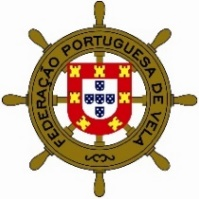 FEDERAÇÃO PORTUGUESA DE VELA